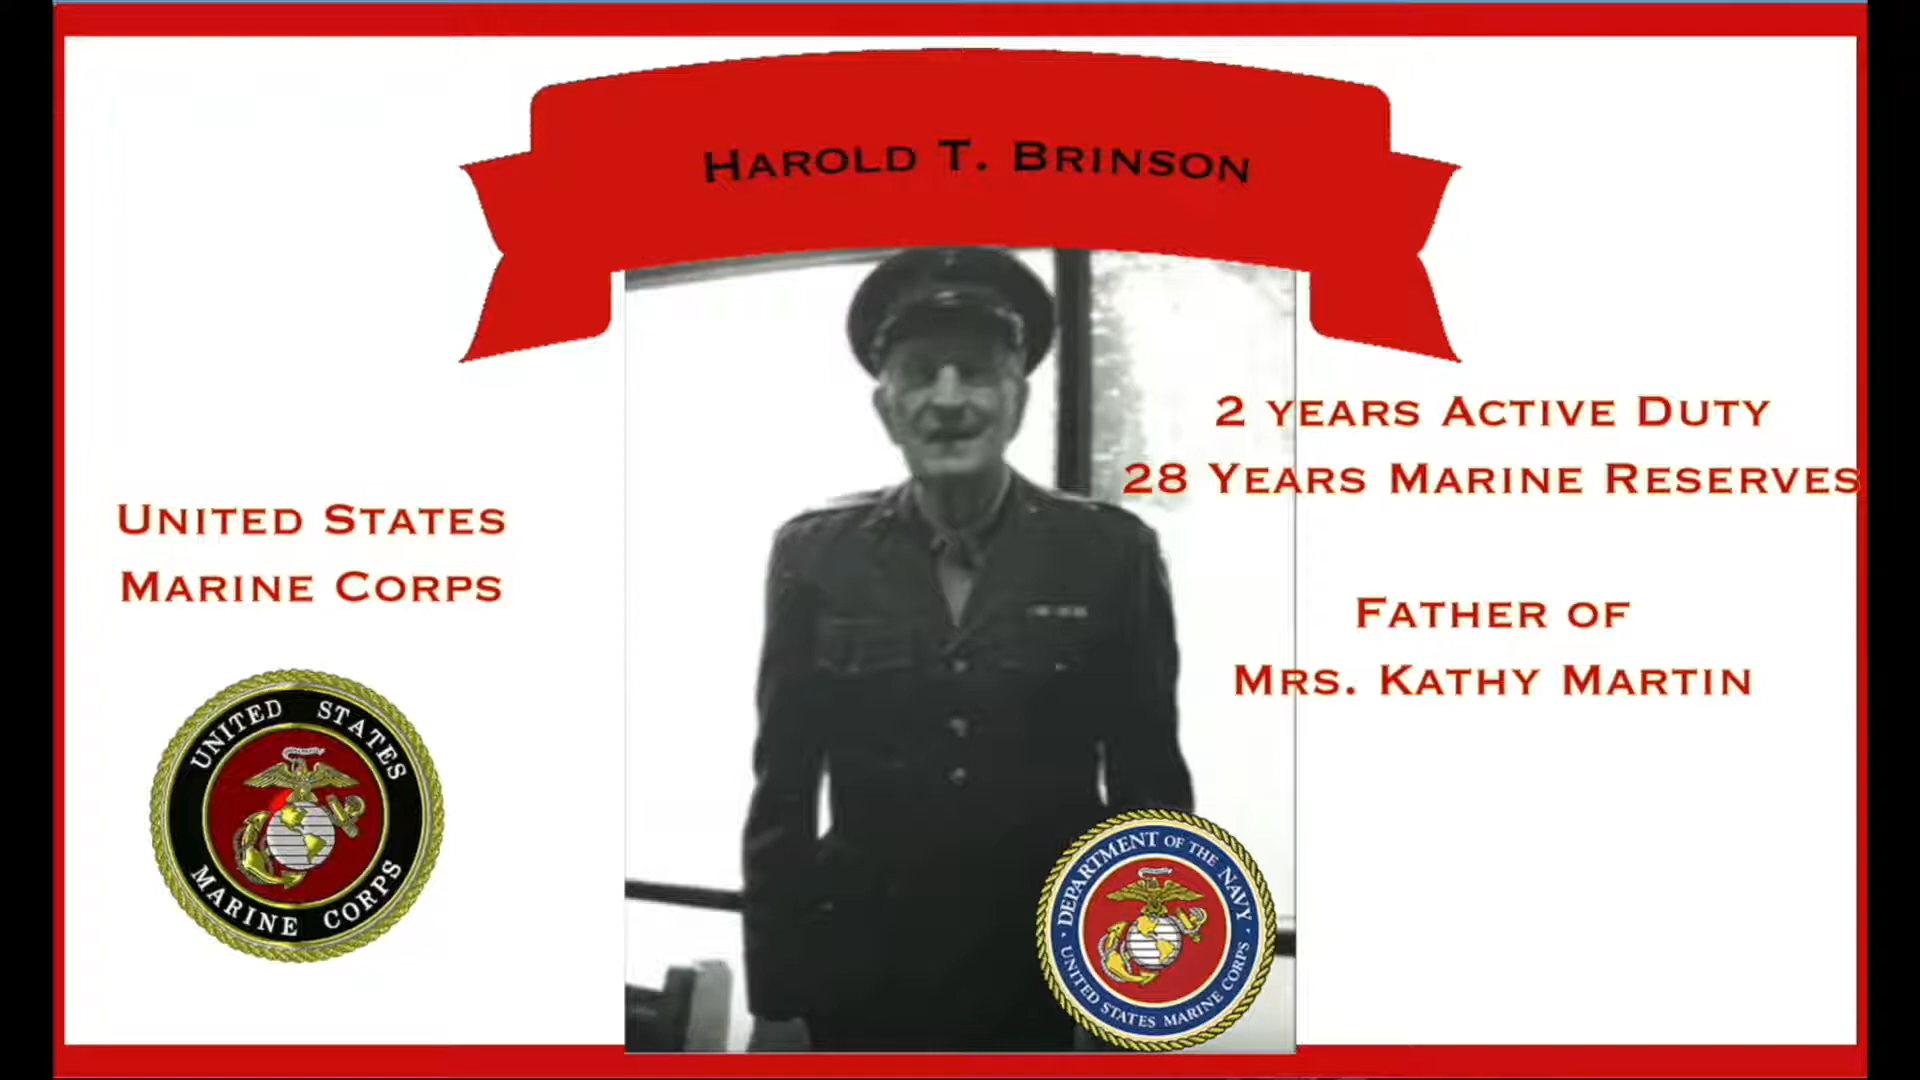 Harold T. Brinson
2 years Active Duty
28 Years Marine Reserves
United States
Marine Corps
Father of
Mrs. Kathy Martin
UNITED STATES
MARINE CORPS
DEPARTMENT OF THE NAVY
UNITED STATES MARINE CORPS